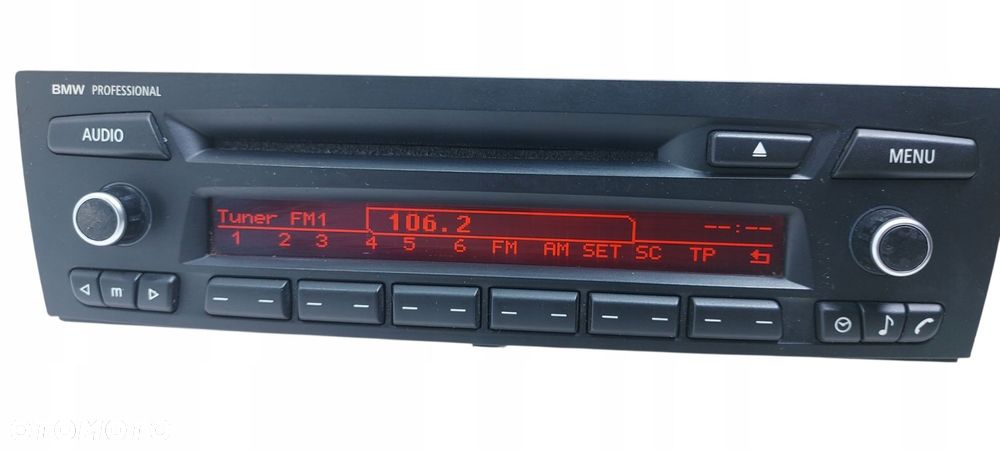 BMW PROFESSIONAL
AUDIO
MENU
Tuner FM1 106.2 --:--
1 2 3 4 5 6 FM AM SET SC TP
m
OTOMOTO